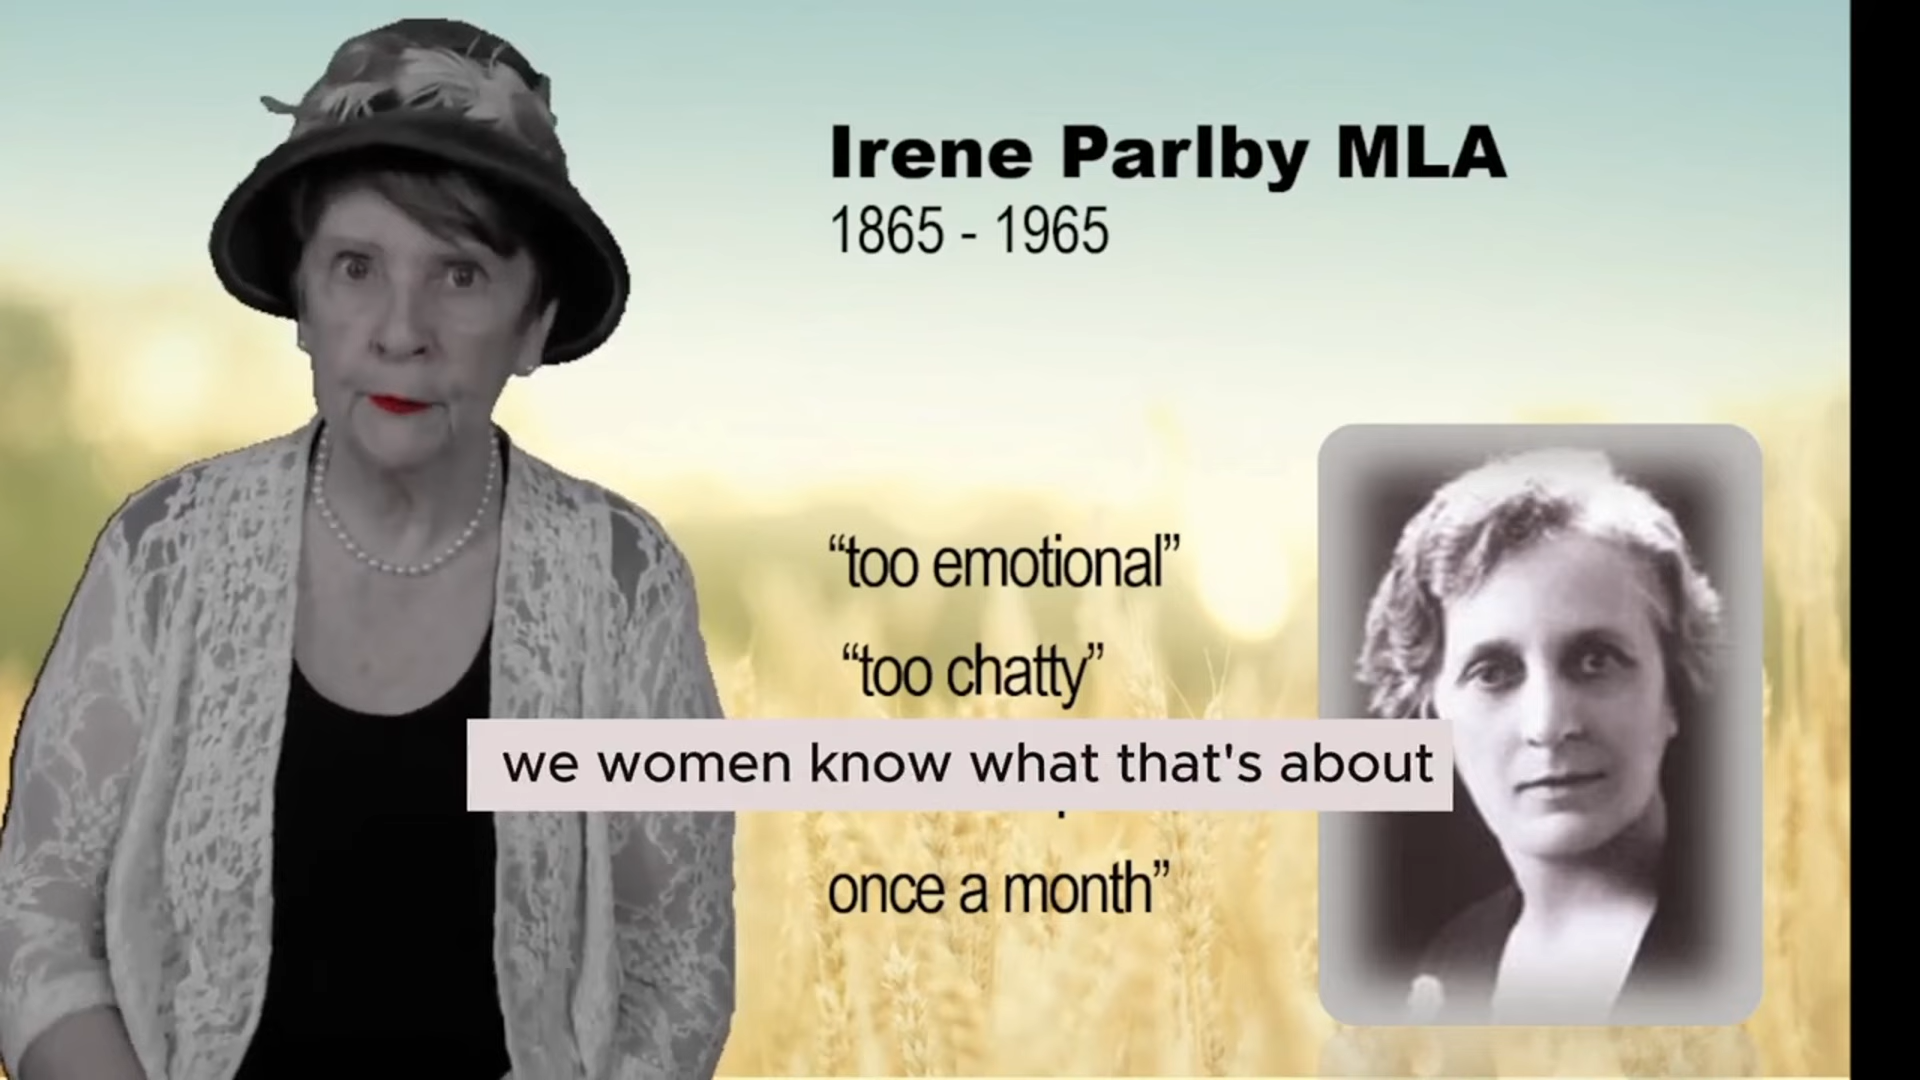 Irene Parlby MLA
1865 - 1965
“too emotional”
“too chatty”
we women know what that's about
once a month”